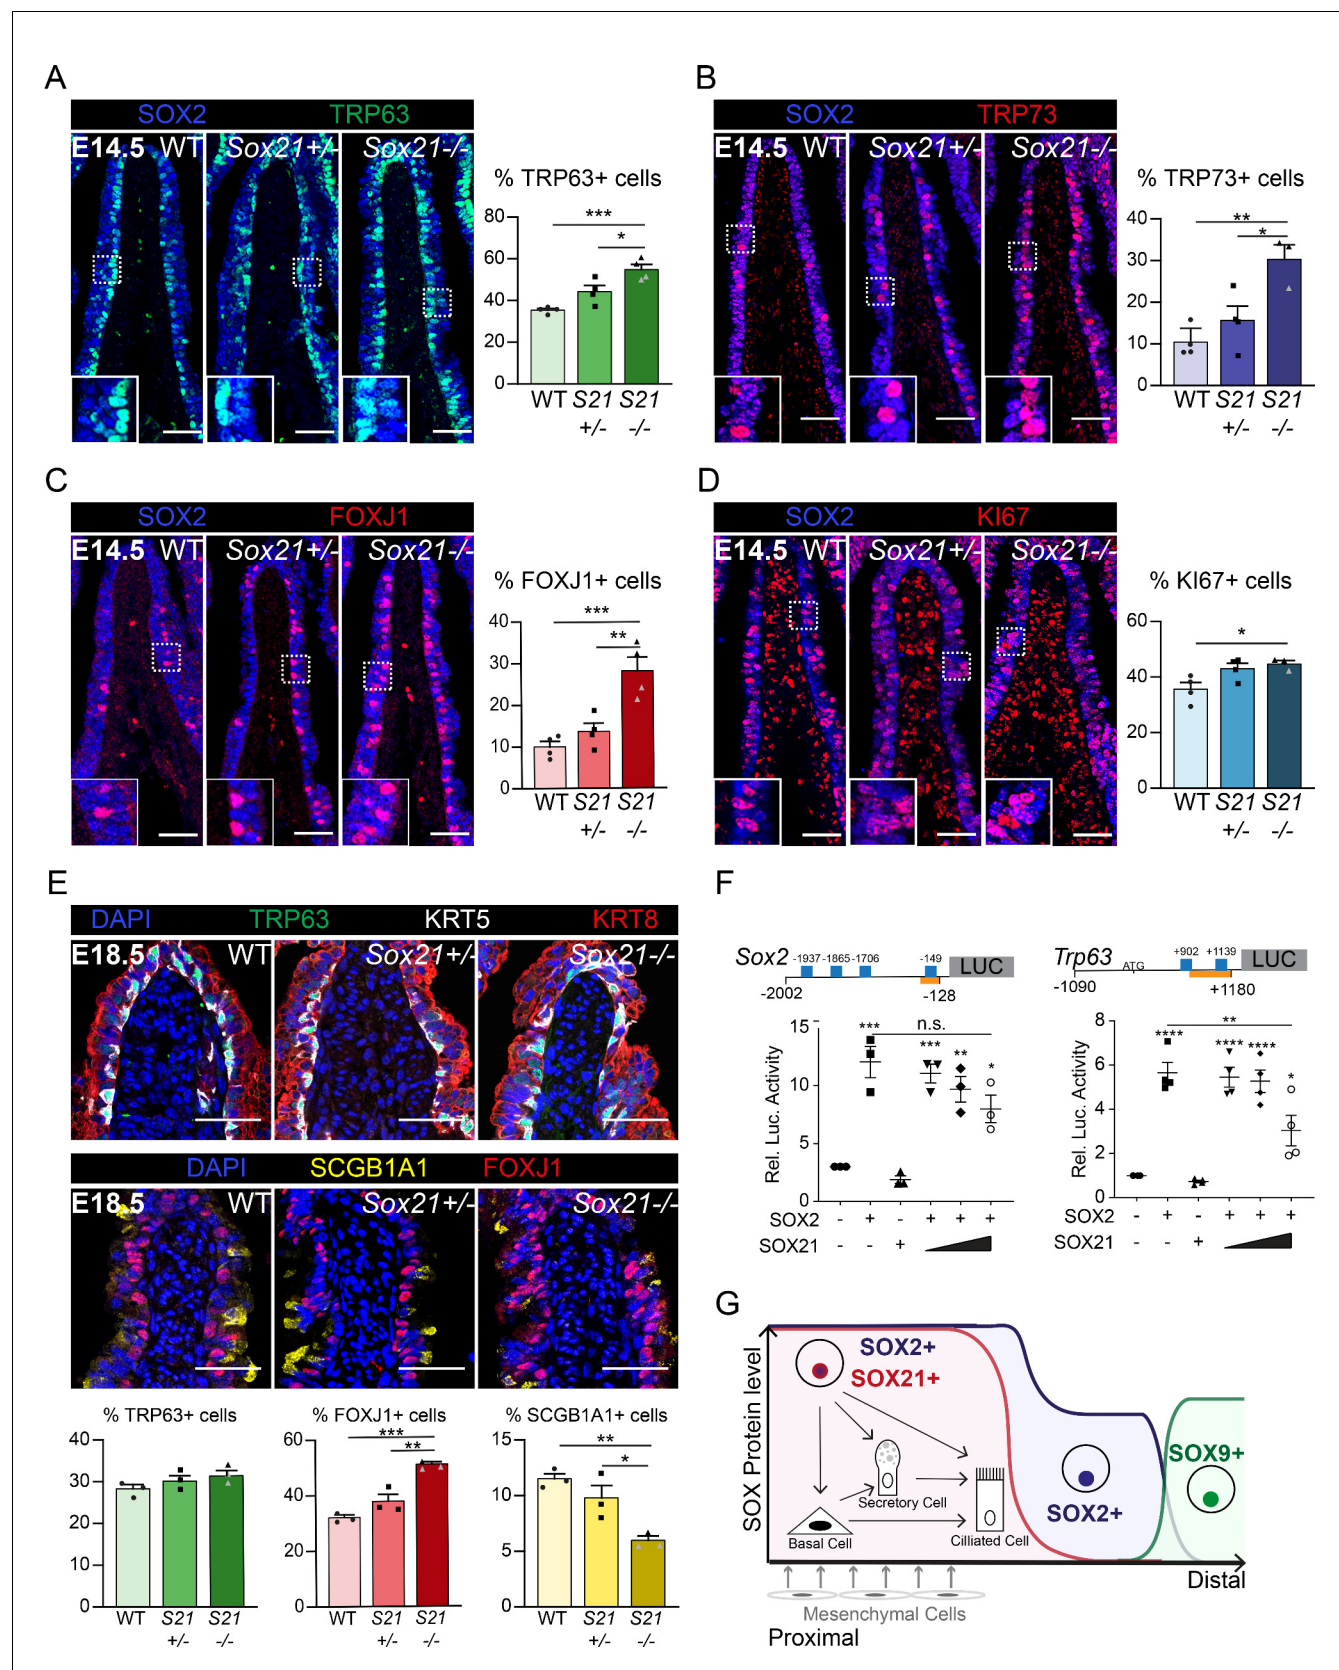 A
SOX2 TRP63
E14.5 WT Sox21+/- Sox21-/-
% TRP63+ cells
80
60
40
20
0
***
*
WT S21 S21
+/- -/-
B
SOX2 TRP73
E14.5 WT Sox21+/- Sox21-/-
% TRP73+ cells
40
30
20
10
0
**
*
WT S21 S21
+/- -/-
C
SOX2 FOXJ1
E14.5 WT Sox21+/- Sox21-/-
% FOXJ1+ cells
40
30
20
10
0
***
**
WT S21 S21
+/- -/-
D
SOX2 KI67
E14.5 WT Sox21+/- Sox21-/-
% KI67+ cells
60
40
20
0
*
WT S21 S21
+/- -/-
E
DAPI TRP63 KRT5 KRT8
E18.5 WT Sox21+/- Sox21-/-
DAPI SCGB1A1 FOXJ1
E18.5 WT Sox21+/- Sox21-/-
% TRP63+ cells
40
30
20
10
0
WT S21 S21
+/- -/-
% FOXJ1+ cells
60
40
20
0
***
**
WT S21 S21
+/- -/-
% SCGB1A1+ cells
15
10
5
0
**
*
WT S21 S21
+/- -/-
F
Sox2 -1937 -1865 -1706 -149 LUC
-2002 -128
Rel. Luc. Activity
15
10
5
0
n.s.
*** *** ** *
SOX2 - + - + + +
SOX21 - - +
Trp63 ATG +902 +1139 LUC
-1090 +1180
Rel. Luc. Activity
8
6
4
2
0
**
**** **** **** *
SOX2 - + - + + +
SOX21 - - +
G
SOX Protein level
SOX2+
SOX21+
Secretory Cell
Basal Cell
Cilliated Cell
SOX2+
SOX9+
Distal
Mesenchymal Cells
Proximal